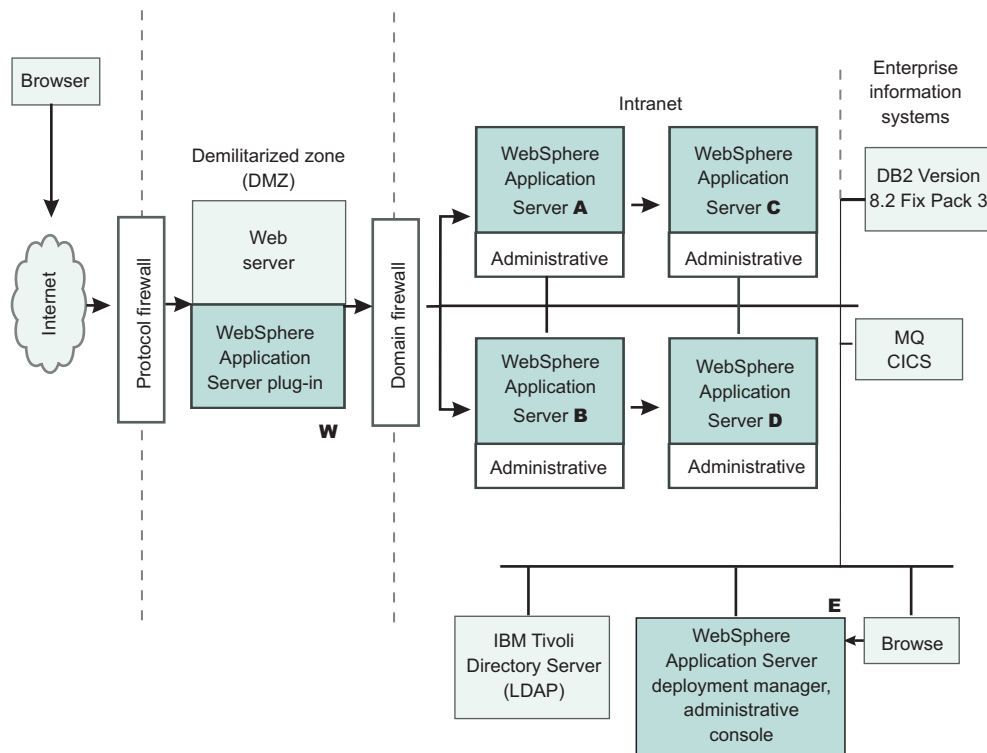 Browser
Internet
Protocol firewall
Demilitarized zone
(DMZ)
Web
server
WebSphere
Application
Server plug-in
W
Domain firewall
Intranet
WebSphere
Application
Server A
Administrative
WebSphere
Application
Server C
Administrative
WebSphere
Application
Server B
Administrative
WebSphere
Application
Server D
Administrative
Enterprise
information
systems
DB2 Version
8.2 Fix Pack 3
MQ
CICS
IBM Tivoli
Directory Server
(LDAP)
E
WebSphere
Application Server
deployment manager,
administrative
console
Browse